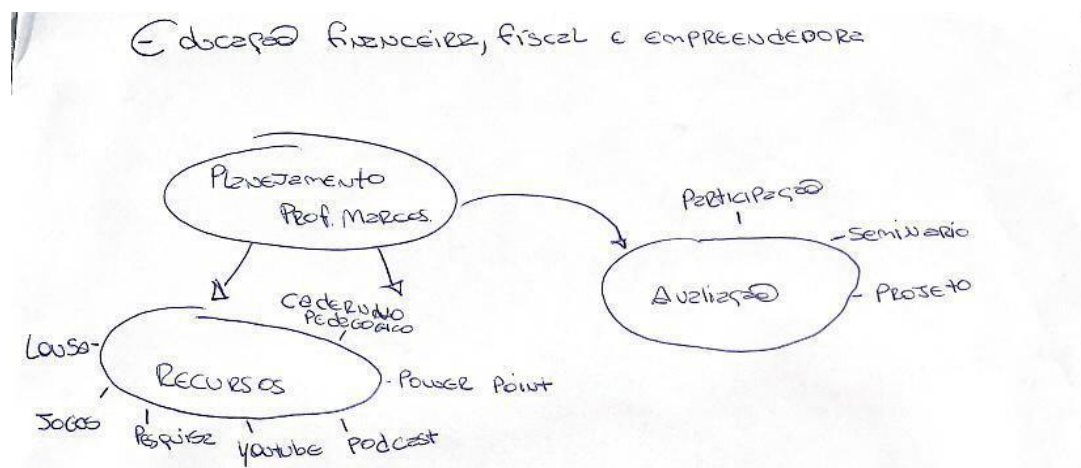 Educação financeira, fiscal e empreendedora
Planejamento
Prof. Marcos.
Participação
- Seminario
Avaliação
- Projeto
Caderno
Pedagogico
Louso -
Recursos
- Power Point
Jogos
Pesquisa
youtube
Podcast